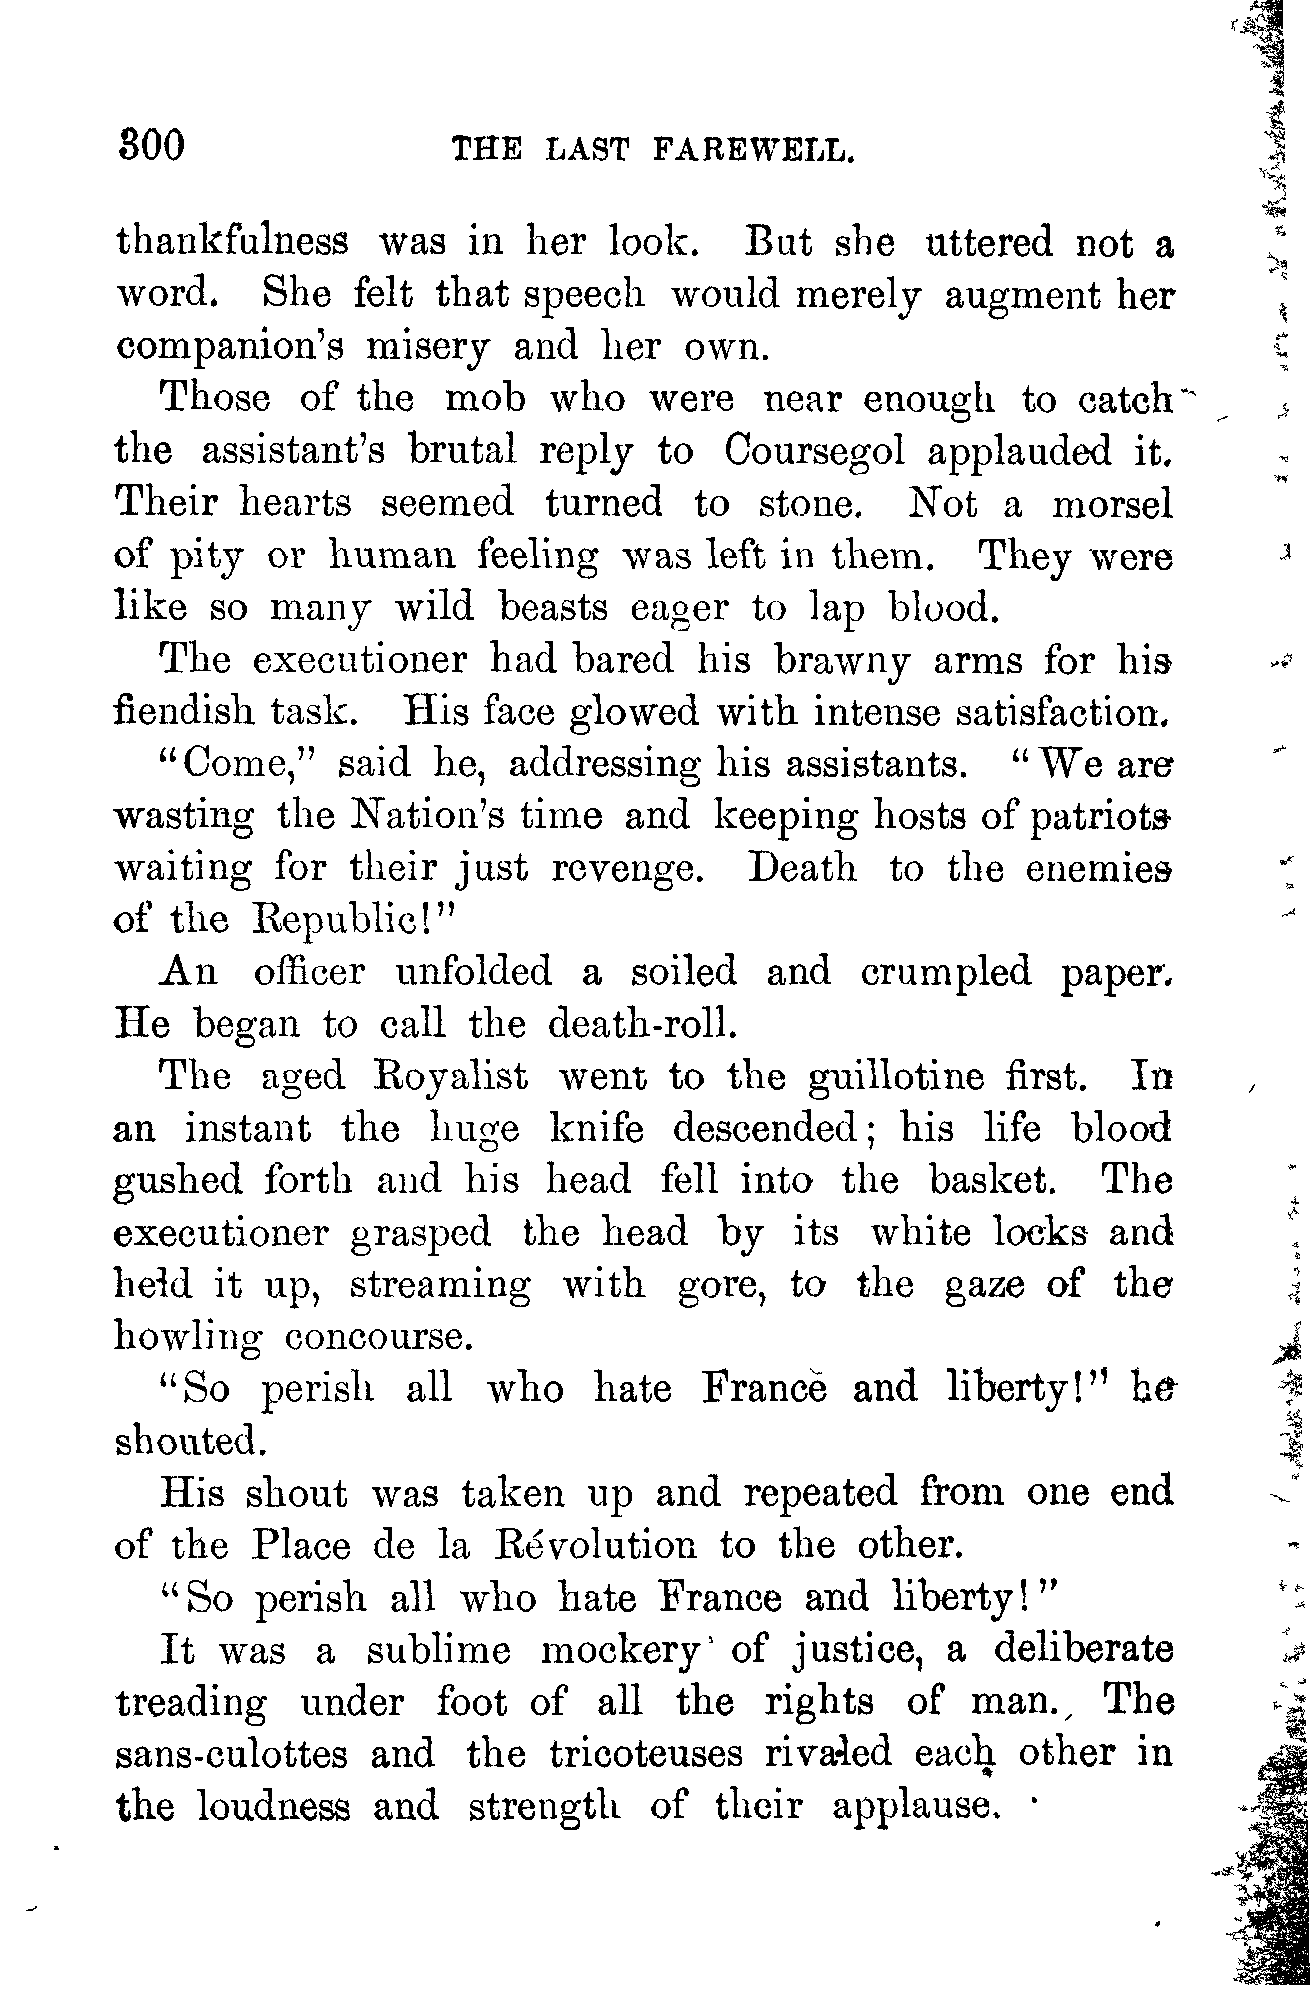 300 THE LAST FAREWELL.
thankfulness was in her look. But she uttered not a
word. She felt that speech would merely augment her
companion's misery and her own.
Those of the mob who were near enough to catch
the assistant's brutal reply to Coursegol applauded it.
Their hearts seemed turned to stone. Not a morsel
of pity or human feeling was left in them. They were
like so many wild beasts eager to lap blood.
The executioner had bared his brawny arms for his
fiendish task. His face glowed with intense satisfaction.
"Come," said he, addressing his assistants. "We are
wasting the Nation's time and keeping hosts of patriots
waiting for their just revenge. Death to the enemies
of the Republic!"
An officer unfolded a soiled and crumpled paper.
He began to call the death-roll.
The aged Royalist went to the guillotine first. In
an instant the huge knife descended; his life blood
gushed forth and his head fell into the basket. The
executioner grasped the head by its white locks and
held it up, streaming with gore, to the gaze of the
howling concourse.
"So perish all who hate France and liberty!" he
shouted.
His shout was taken up and repeated from one end
of the Place de la Révolution to the other.
"So perish all who hate France and liberty!"
It was a sublime mockery of justice, a deliberate
treading under foot of all the rights of man. The
sans-culottes and the tricoteuses rivaled each other in
the loudness and strength of their applause.